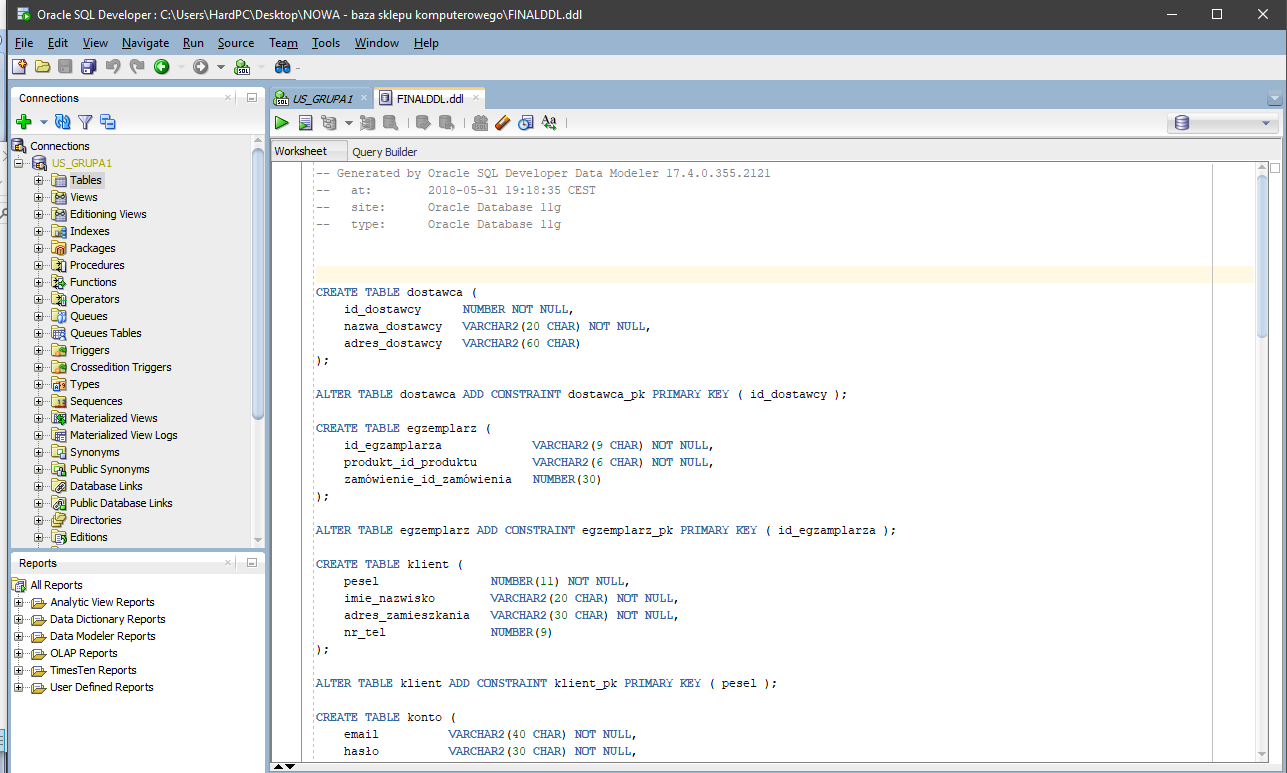 Oracle SQL Developer : C:\Users\HardPC\Desktop\NOWA - baza sklepu komputerowego\FINALDDL.ddl
File Edit View Navigate Run Source Team Tools Window Help
Connections
Connections
US_GRUPA1
Tables
Views
Editioning Views
Indexes
Packages
Procedures
Functions
Operators
Queues
Queues Tables
Triggers
Crossedition Triggers
Types
Sequences
Materialized Views
Materialized View Logs
Synonyms
Public Synonyms
Database Links
Public Database Links
Directories
Editions
Reports
All Reports
Analytic View Reports
Data Dictionary Reports
Data Modeler Reports
OLAP Reports
TimesTen Reports
User Defined Reports
US_GRUPA1 FINALDDL.ddl
Worksheet Query Builder
-- Generated by Oracle SQL Developer Data Modeler 17.4.0.355.2121
--   at:        2018-05-31 19:18:35 CEST
--   site:      Oracle Database 11g
--   type:      Oracle Database 11g
CREATE TABLE dostawca (
    id_dostawcy      NUMBER NOT NULL,
    nazwa_dostawcy   VARCHAR2(20 CHAR) NOT NULL,
    adres_dostawcy   VARCHAR2(60 CHAR)
);
ALTER TABLE dostawca ADD CONSTRAINT dostawca_pk PRIMARY KEY ( id_dostawcy );
CREATE TABLE egzemplarz (
    id_egzamplarza             VARCHAR2(9 CHAR) NOT NULL,
    produkt_id_produktu        VARCHAR2(6 CHAR) NOT NULL,
    zamówienie_id_zamówienia   NUMBER(30)
);
ALTER TABLE egzemplarz ADD CONSTRAINT egzemplarz_pk PRIMARY KEY ( id_egzamplarza );
CREATE TABLE klient (
    pesel                NUMBER(11) NOT NULL,
    imie_nazwisko        VARCHAR2(20 CHAR) NOT NULL,
    adres_zamieszkania   VARCHAR2(30 CHAR) NOT NULL,
    nr_tel               NUMBER(9)
);
ALTER TABLE klient ADD CONSTRAINT klient_pk PRIMARY KEY ( pesel );
CREATE TABLE konto (
    email          VARCHAR2(40 CHAR) NOT NULL,
    hasło          VARCHAR2(30 CHAR) NOT NULL,